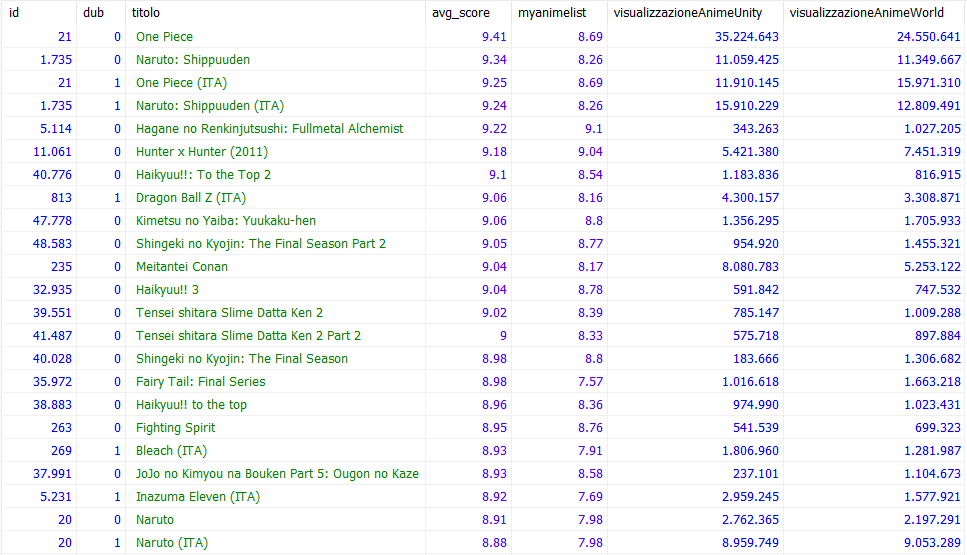 id dub titolo avg_score myanimelist visualizzazioneAnimeUnity visualizzazioneAnimeWorld
21 0 One Piece 9.41 8.69 35.224.643 24.550.641
1.735 0 Naruto: Shippuuden 9.34 8.26 11.059.425 11.349.667
21 1 One Piece (ITA) 9.25 8.69 11.910.145 15.971.310
1.735 1 Naruto: Shippuuden (ITA) 9.24 8.26 15.910.229 12.809.491
5.114 0 Hagane no Renkinjutsushi: Fullmetal Alchemist 9.22 9.1 343.263 1.027.205
11.061 0 Hunter x Hunter (2011) 9.18 9.04 5.421.380 7.451.319
40.776 0 Haikyuu!!: To the Top 2 9.1 8.54 1.183.836 816.915
813 1 Dragon Ball Z (ITA) 9.06 8.16 4.300.157 3.308.871
47.778 0 Kimetsu no Yaiba: Yuukaku-hen 9.06 8.8 1.356.295 1.705.933
48.583 0 Shingeki no Kyojin: The Final Season Part 2 9.05 8.77 954.920 1.455.321
235 0 Meitantei Conan 9.04 8.17 8.080.783 5.253.122
32.935 0 Haikyuu!! 3 9.04 8.78 591.842 747.532
39.551 0 Tensei shitara Slime Datta Ken 2 9.02 8.39 785.147 1.009.288
41.487 0 Tensei shitara Slime Datta Ken 2 Part 2 9 8.33 575.718 897.884
40.028 0 Shingeki no Kyojin: The Final Season 8.98 8.8 183.666 1.306.682
35.972 0 Fairy Tail: Final Series 8.98 7.57 1.016.618 1.663.218
38.883 0 Haikyuu!! to the top 8.96 8.36 974.990 1.023.431
263 0 Fighting Spirit 8.95 8.76 541.539 699.323
269 1 Bleach (ITA) 8.93 7.91 1.806.960 1.281.987
37.991 0 JoJo no Kimyou na Bouken Part 5: Ougon no Kaze 8.93 8.58 237.101 1.104.673
5.231 1 Inazuma Eleven (ITA) 8.92 7.69 2.959.245 1.577.921
20 0 Naruto 8.91 7.98 2.762.365 2.197.291
20 1 Naruto (ITA) 8.88 7.98 8.959.749 9.053.289